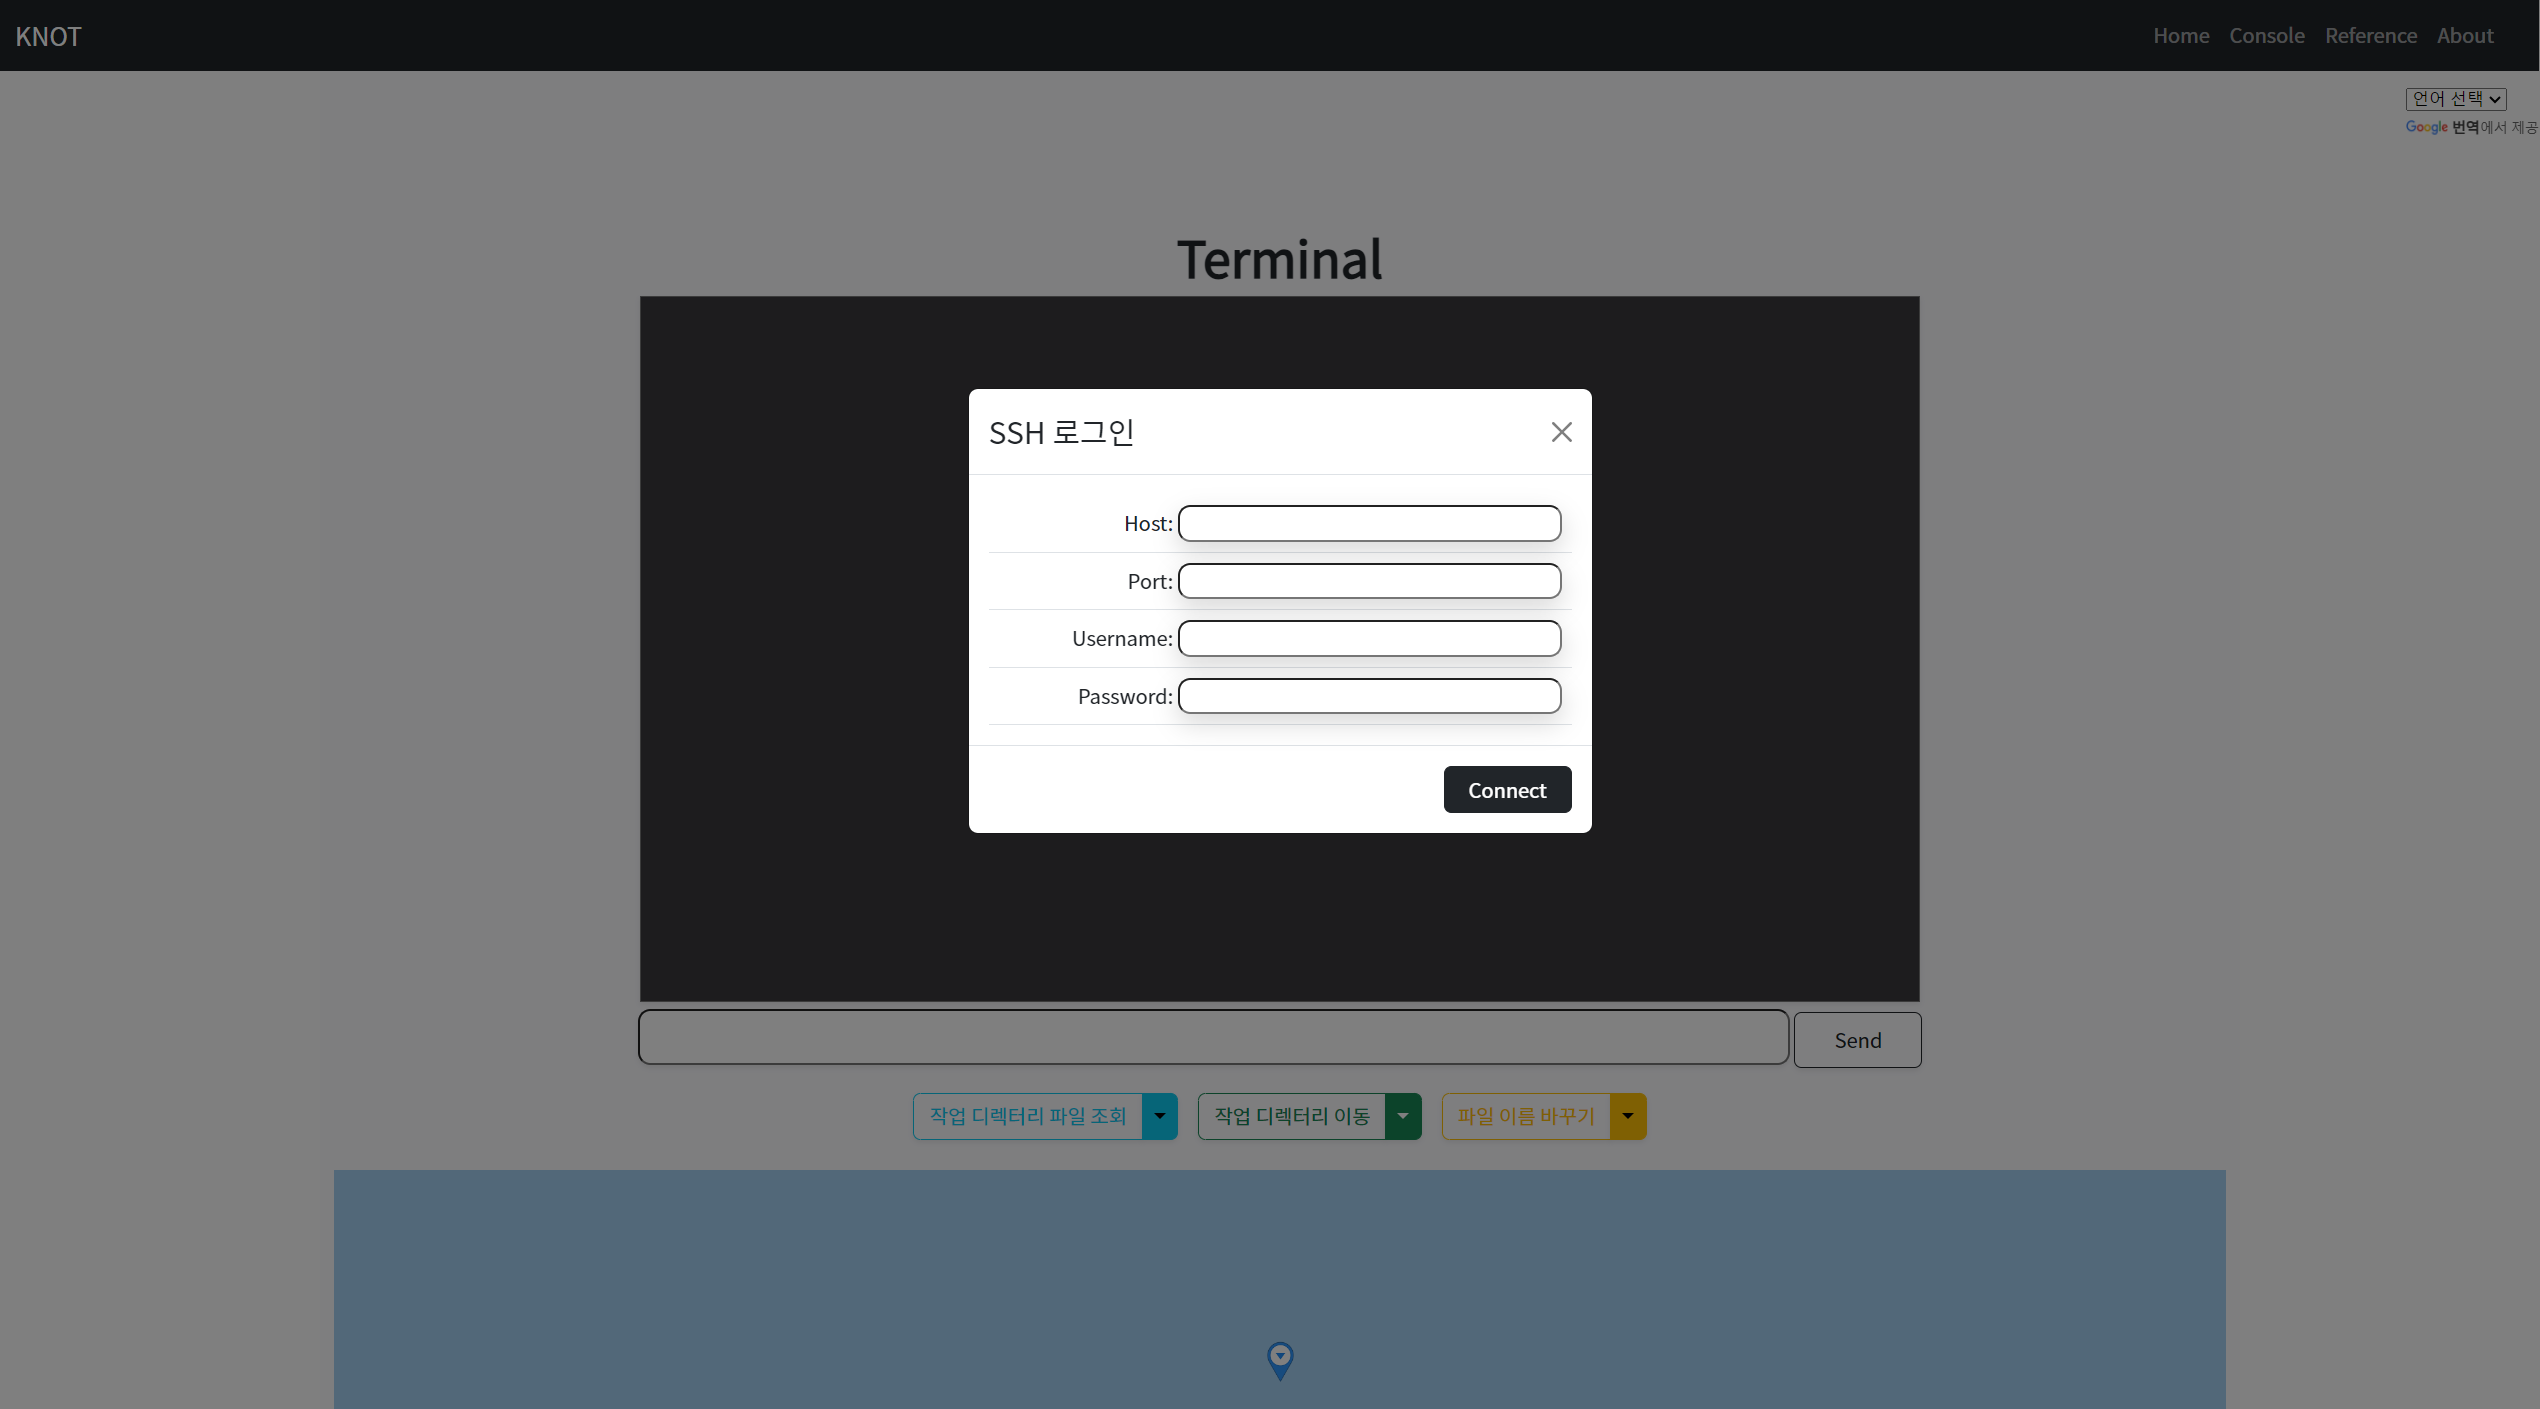 KNOT
Home Console Reference About
언어 선택
Google 번역에서 제공
Terminal
SSH 로그인
Host:
Port:
Username:
Password:
Connect
Send
작업 디렉터리 파일 조회
작업 디렉터리 이동
파일 이름 바꾸기